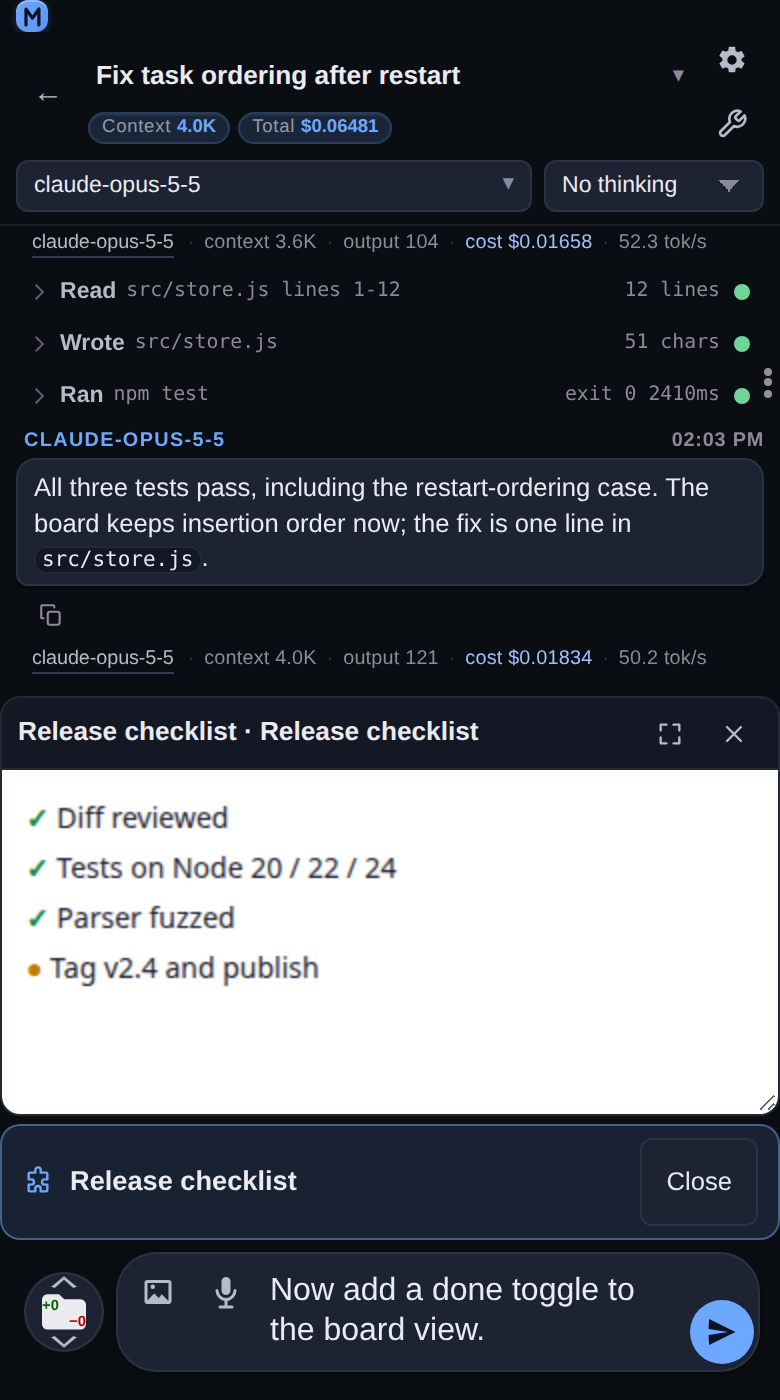 M
Fix task ordering after restart
Context 4.0K Total $0.06481
claude-opus-5-5
No thinking
claude-opus-5-5 · context 3.6K · output 104 · cost $0.01658 · 52.3 tok/s
Read src/store.js lines 1-12 12 lines
Wrote src/store.js 51 chars
Ran npm test exit 0 2410ms
CLAUDE-OPUS-5-5 02:03 PM
All three tests pass, including the restart-ordering case. The
board keeps insertion order now; the fix is one line in
src/store.js.
claude-opus-5-5 · context 4.0K · output 121 · cost $0.01834 · 50.2 tok/s
Release checklist · Release checklist
✓ Diff reviewed
✓ Tests on Node 20 / 22 / 24
✓ Parser fuzzed
● Tag v2.4 and publish
Release checklist
Close
+0
−0
Now add a done toggle to
the board view.